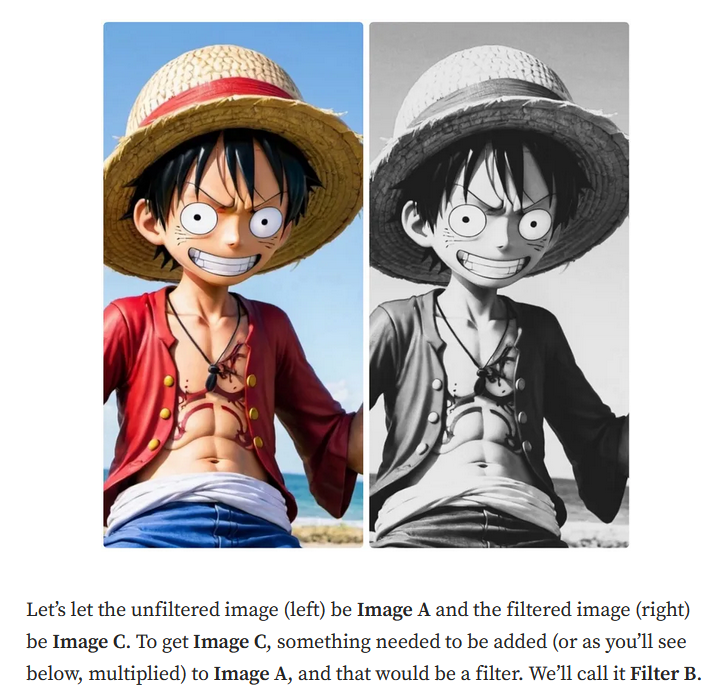 Let’s let the unfiltered image (left) be Image A and the filtered image (right)
be Image C. To get Image C, something needed to be added (or as you’ll see
below, multiplied) to Image A, and that would be a filter. We’ll call it Filter B.